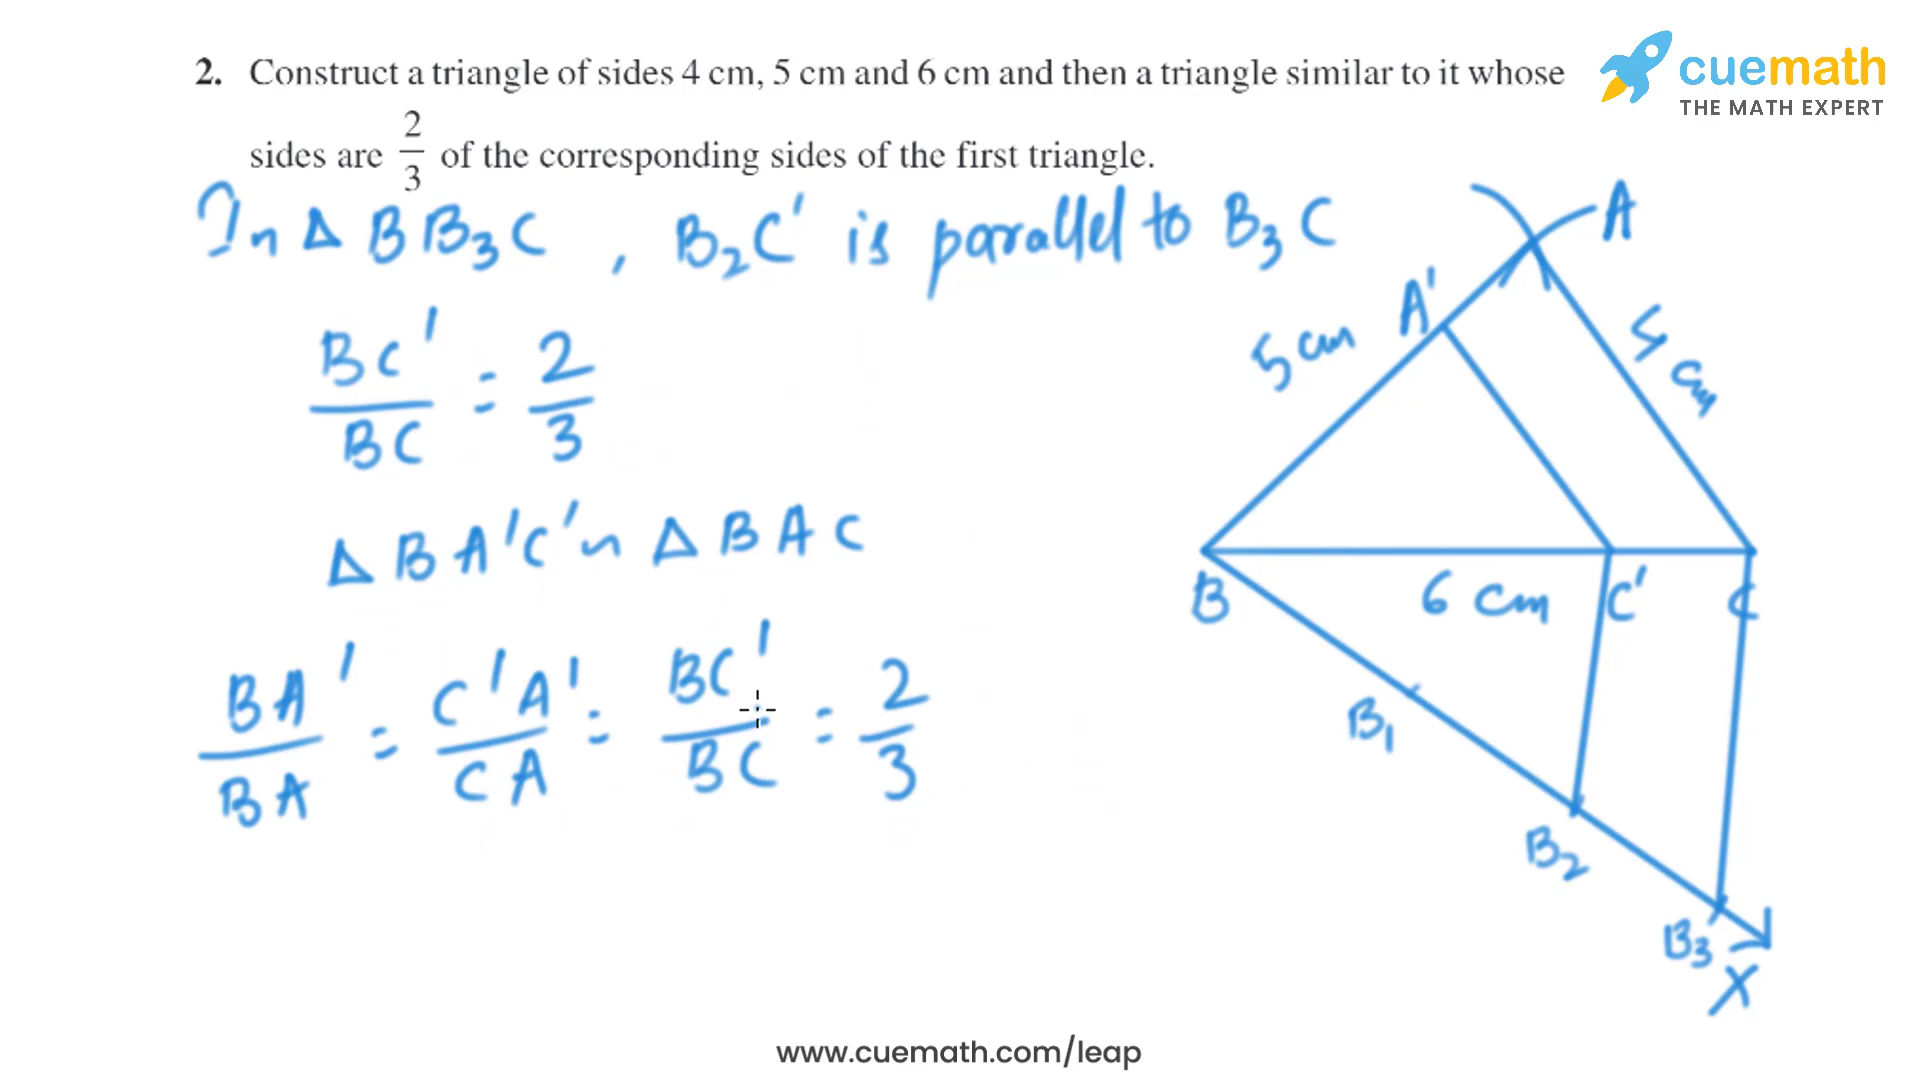 2. Construct a triangle of sides 4 cm, 5 cm and 6 cm and then a triangle similar to it whose
sides are 2/3 of the corresponding sides of the first triangle.
cuemath
THE MATH EXPERT
In Δ BB₃C , B₂C' is parallel to B₃C
BC'/BC = 2/3
Δ BA'C' ~ Δ BAC
BA'/BA = C'A'/CA = BC'/BC = 2/3
A
A'
5 cm
4 cm
B
6 cm
C'
C
B₁
B₂
B₃
X
www.cuemath.com/leap